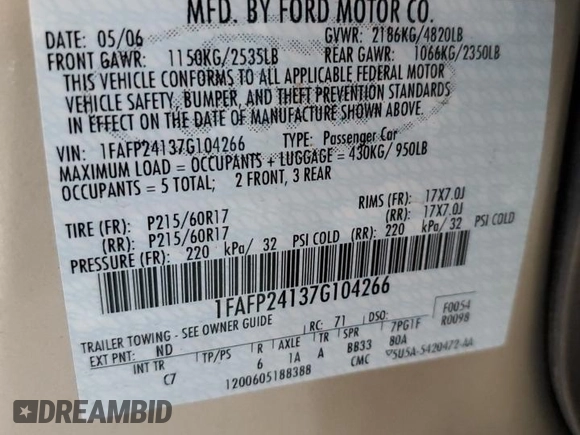 MFD. BY FORD MOTOR CO.
DATE: 05/06 GVWR: 2186KG/4820LB
FRONT GAWR: 1150KG/2535LB REAR GAWR: 1066KG/2350LB
THIS VEHICLE CONFORMS TO ALL APPLICABLE FEDERAL MOTOR
VEHICLE SAFETY, BUMPER, AND THEFT PREVENTION STANDARDS
IN EFFECT ON THE DATE OF MANUFACTURE SHOWN ABOVE.
VIN: 1FAFP24137G104266 TYPE: Passenger Car
MAXIMUM LOAD = OCCUPANTS + LUGGAGE = 430KG/ 950LB
OCCUPANTS = 5 TOTAL; 2 FRONT, 3 REAR
TIRE (FR): P215/60R17 RIMS (FR): 17X7.0J
(RR): P215/60R17 (RR): 17X7.0J
PRESSURE (FR): 220 kPa/ 32 PSI COLD (RR): 220 kPa/ 32 PSI COLD
1FAFP24137G104266
TRAILER TOWING - SEE OWNER GUIDE
EXT PNT: ND RC: 71 DSO: F0054
R0098
INT TR TP/PS R AXLE TR SPR 7PG1F
C7 6 1A A BB33 80A
1200605188388 CMC 5U5A-5420472-AA
DREAMBID